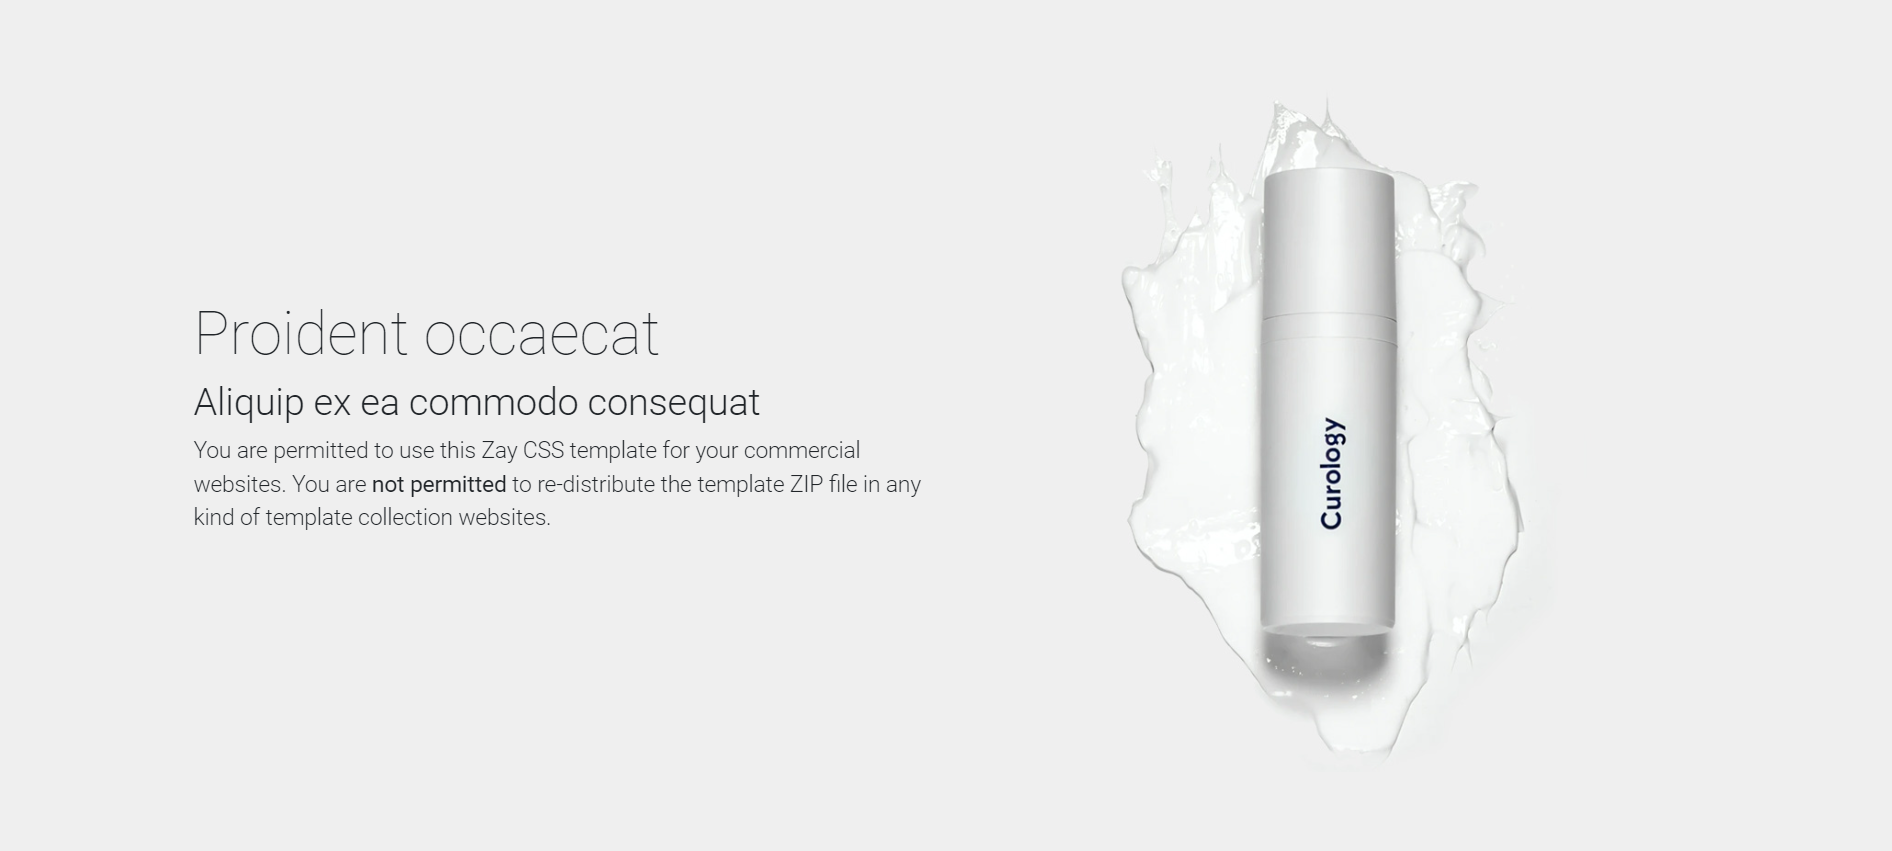 Proident occaecat
Aliquip ex ea commodo consequat
You are permitted to use this Zay CSS template for your commercial
websites. You are not permitted to re-distribute the template ZIP file in any
kind of template collection websites.
Curology